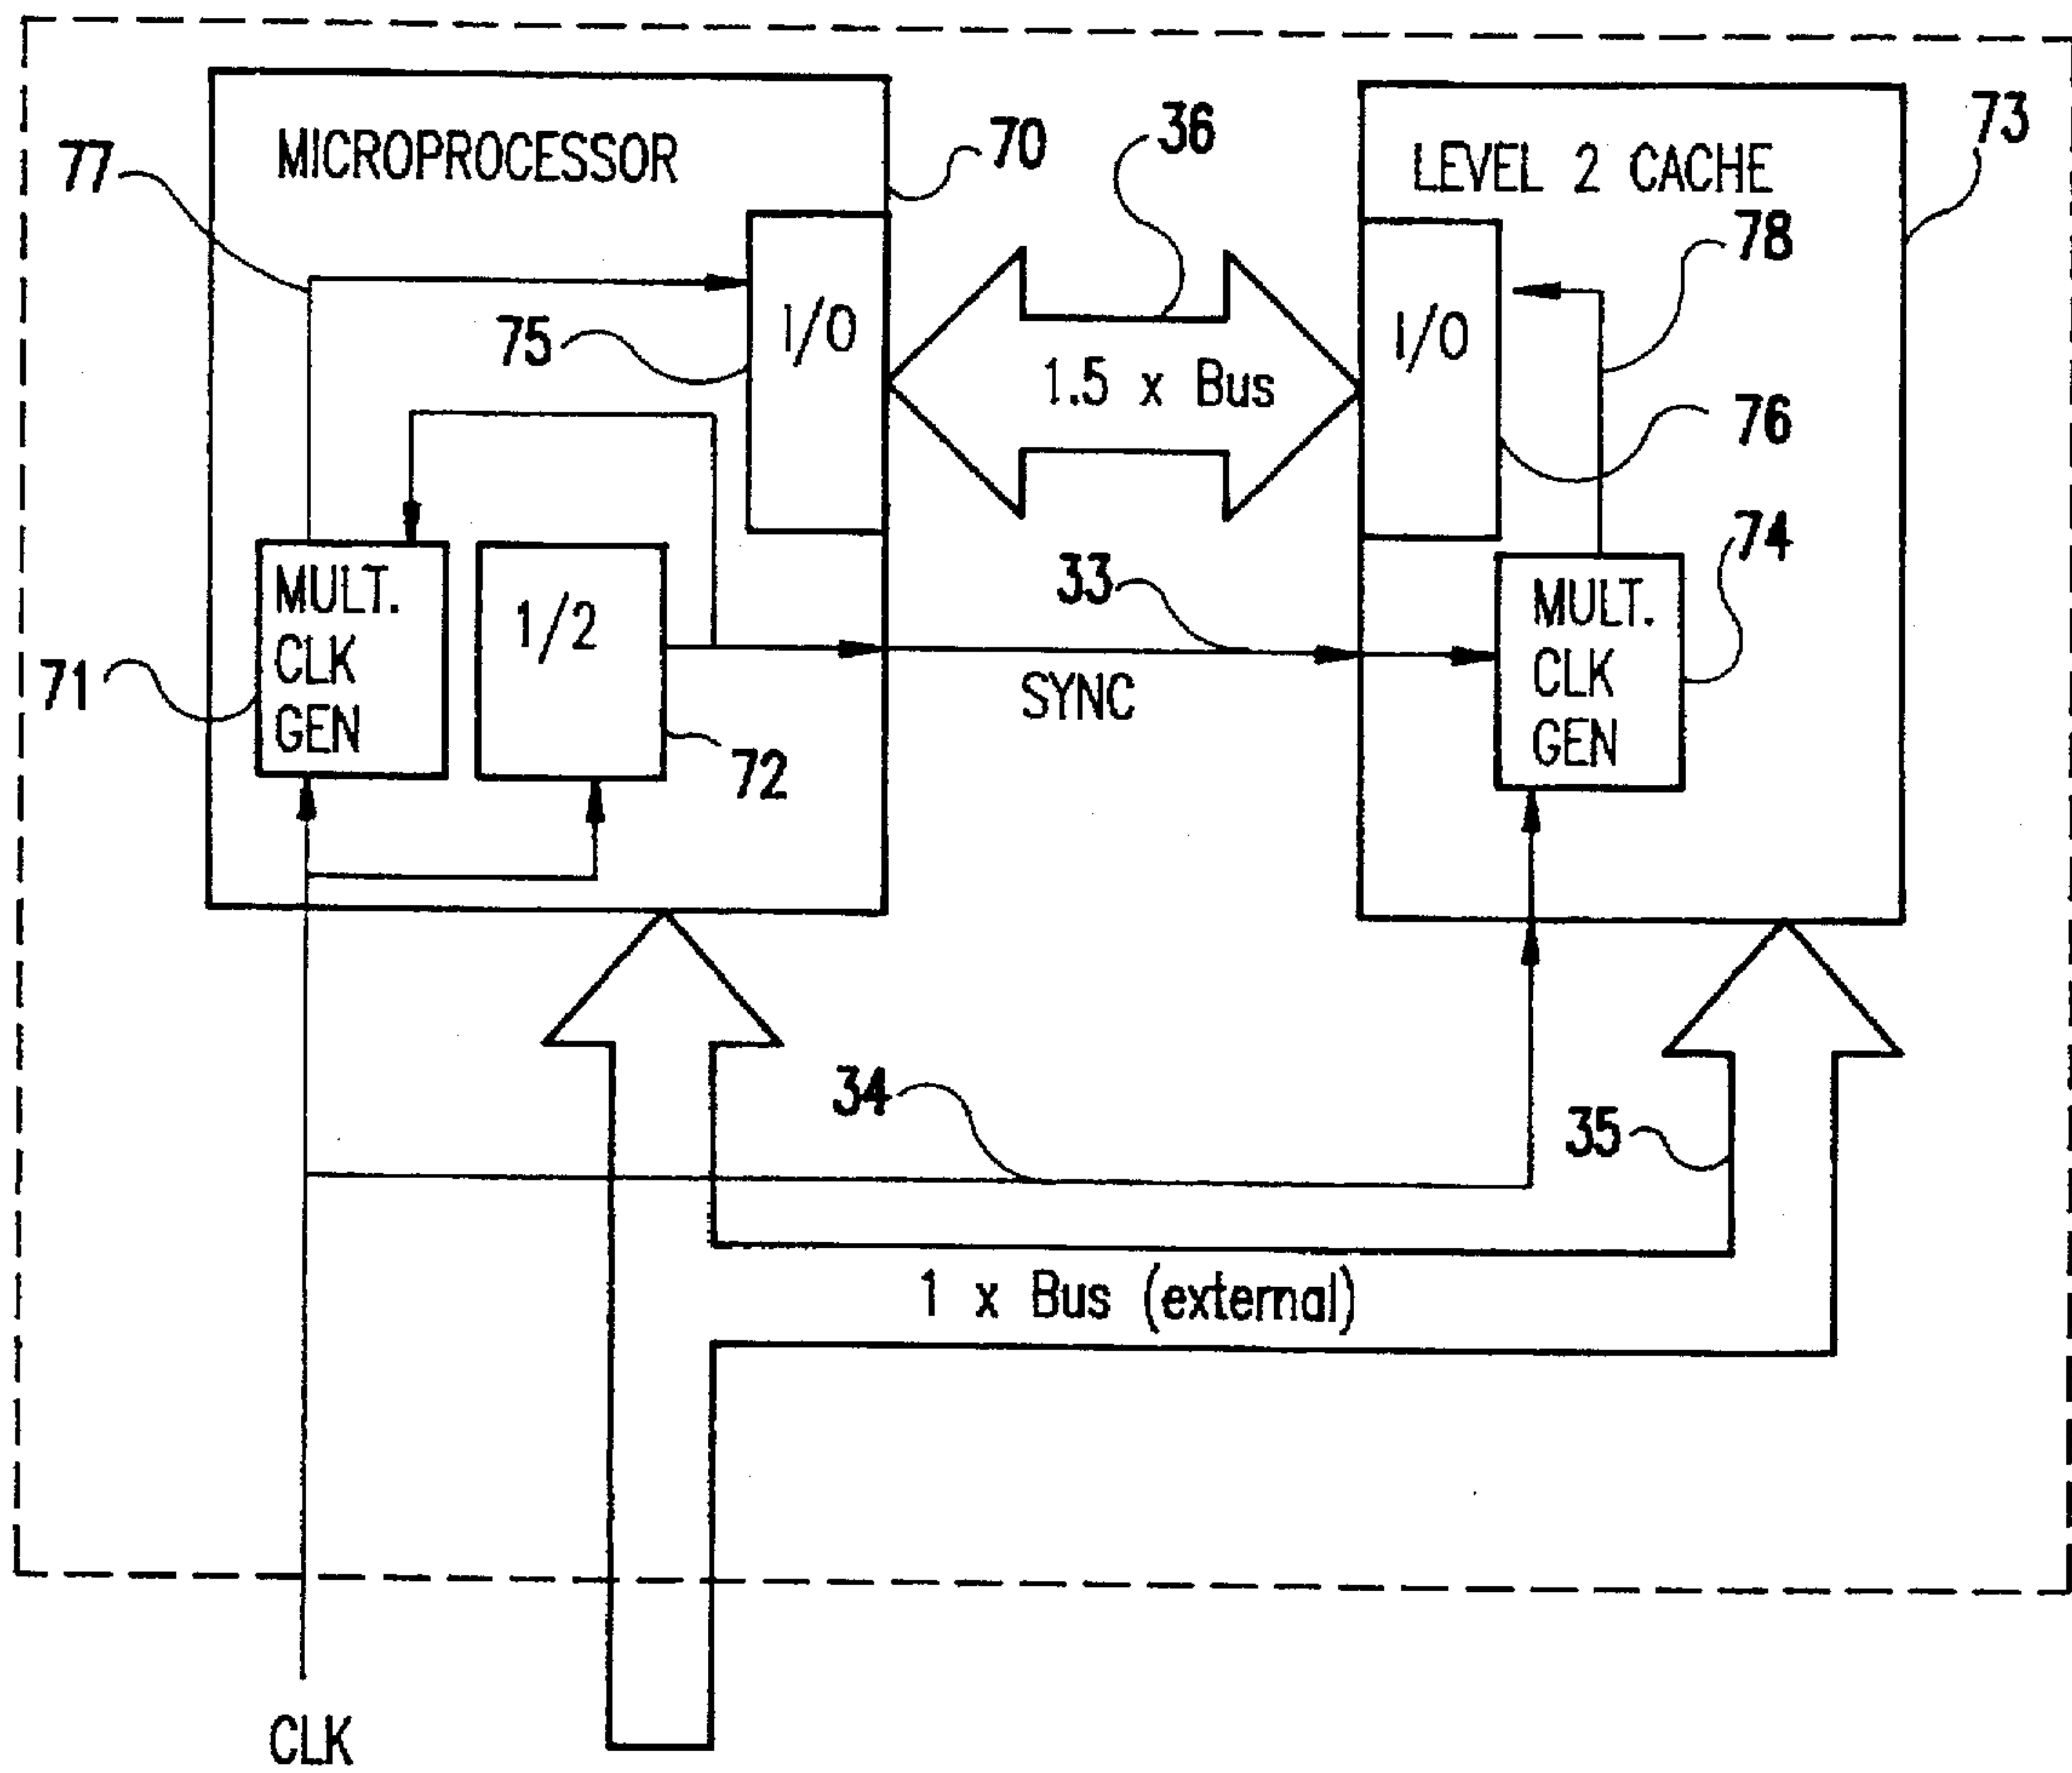 MICROPROCESSOR
70
36
LEVEL 2 CACHE
73
77
78
75
I/O
1.5 x Bus
I/O
76
MULT.
CLK
GEN
1/2
33
SYNC
74
MULT.
CLK
GEN
71
72
34
35
1 x Bus (external)
CLK